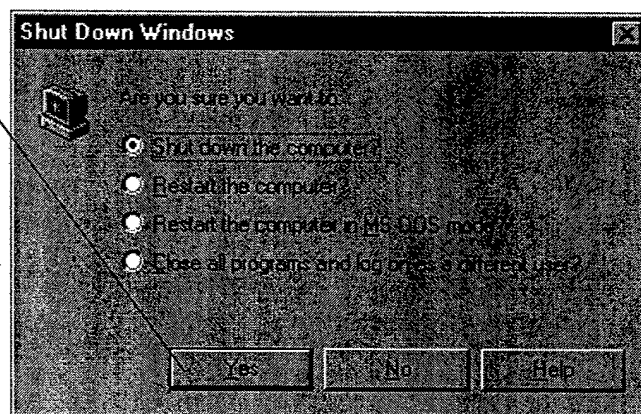 Shut Down Windows
Are you sure you want to:
Shut down the computer?
Restart the computer?
Restart the computer in MS-DOS mode?
Close all programs and log on as a different user?
Yes
No
Help